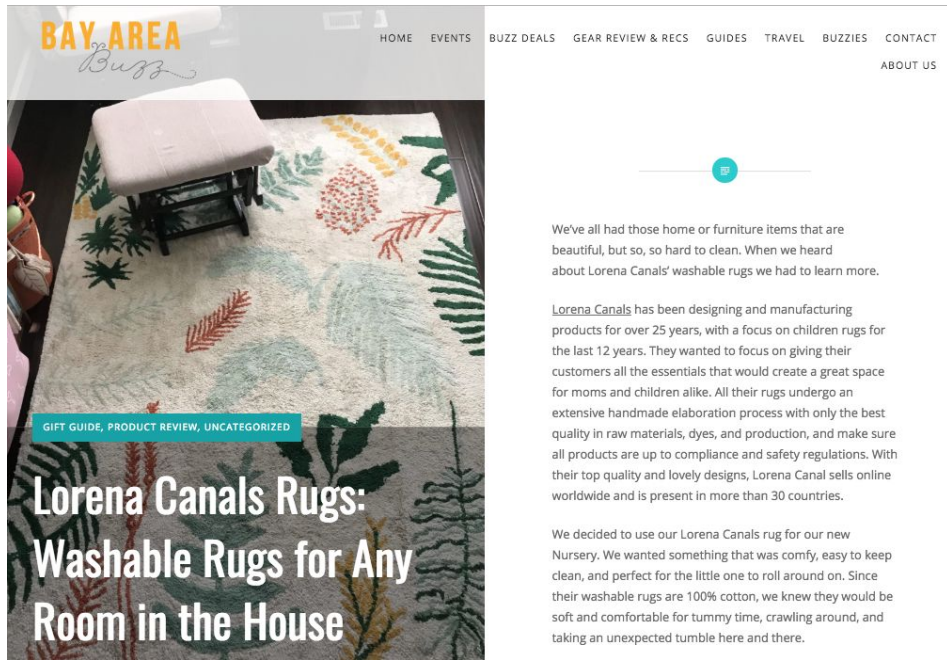 BAY AREA
Buzz
HOME EVENTS BUZZ DEALS GEAR REVIEW & RECS GUIDES TRAVEL BUZZIES CONTACT
ABOUT US
GIFT GUIDE, PRODUCT REVIEW, UNCATEGORIZED
Lorena Canals Rugs:
Washable Rugs for Any
Room in the House
We’ve all had those home or furniture items that are
beautiful, but so, so hard to clean. When we heard
about Lorena Canals’ washable rugs we had to learn more.
Lorena Canals has been designing and manufacturing
products for over 25 years, with a focus on children rugs for
the last 12 years. They wanted to focus on giving their
customers all the essentials that would create a great space
for moms and children alike. All their rugs undergo an
extensive handmade elaboration process with only the best
quality in raw materials, dyes, and production, and make sure
all products are up to compliance and safety regulations. With
their top quality and lovely designs, Lorena Canal sells online
worldwide and is present in more than 30 countries.
We decided to use our Lorena Canals rug for our new
Nursery. We wanted something that was comfy, easy to keep
clean, and perfect for the little one to roll around on. Since
their washable rugs are 100% cotton, we knew they would be
soft and comfortable for tummy time, crawling around, and
taking an unexpected tumble here and there.